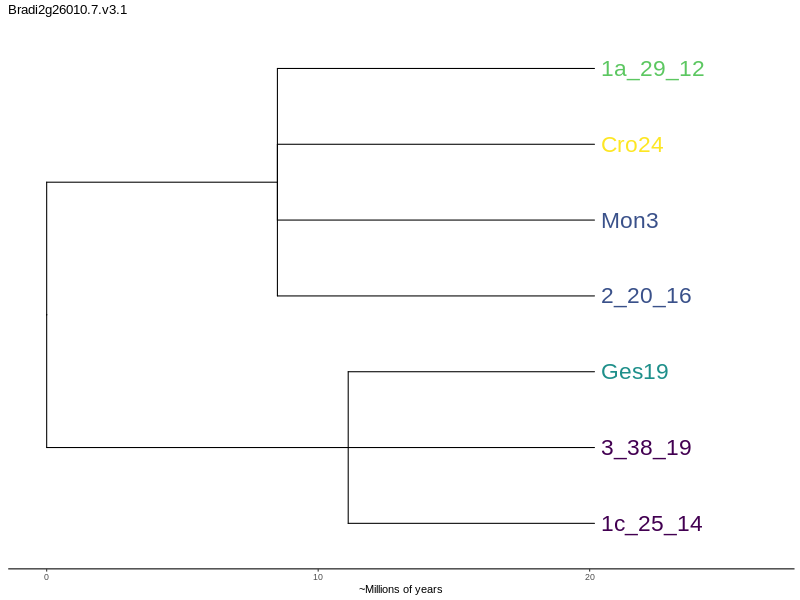 Bradi2g26010.7.v3.1
1a_29_12
Cro24
Mon3
2_20_16
Ges19
3_38_19
1c_25_14
0 10 20
~Millions of years